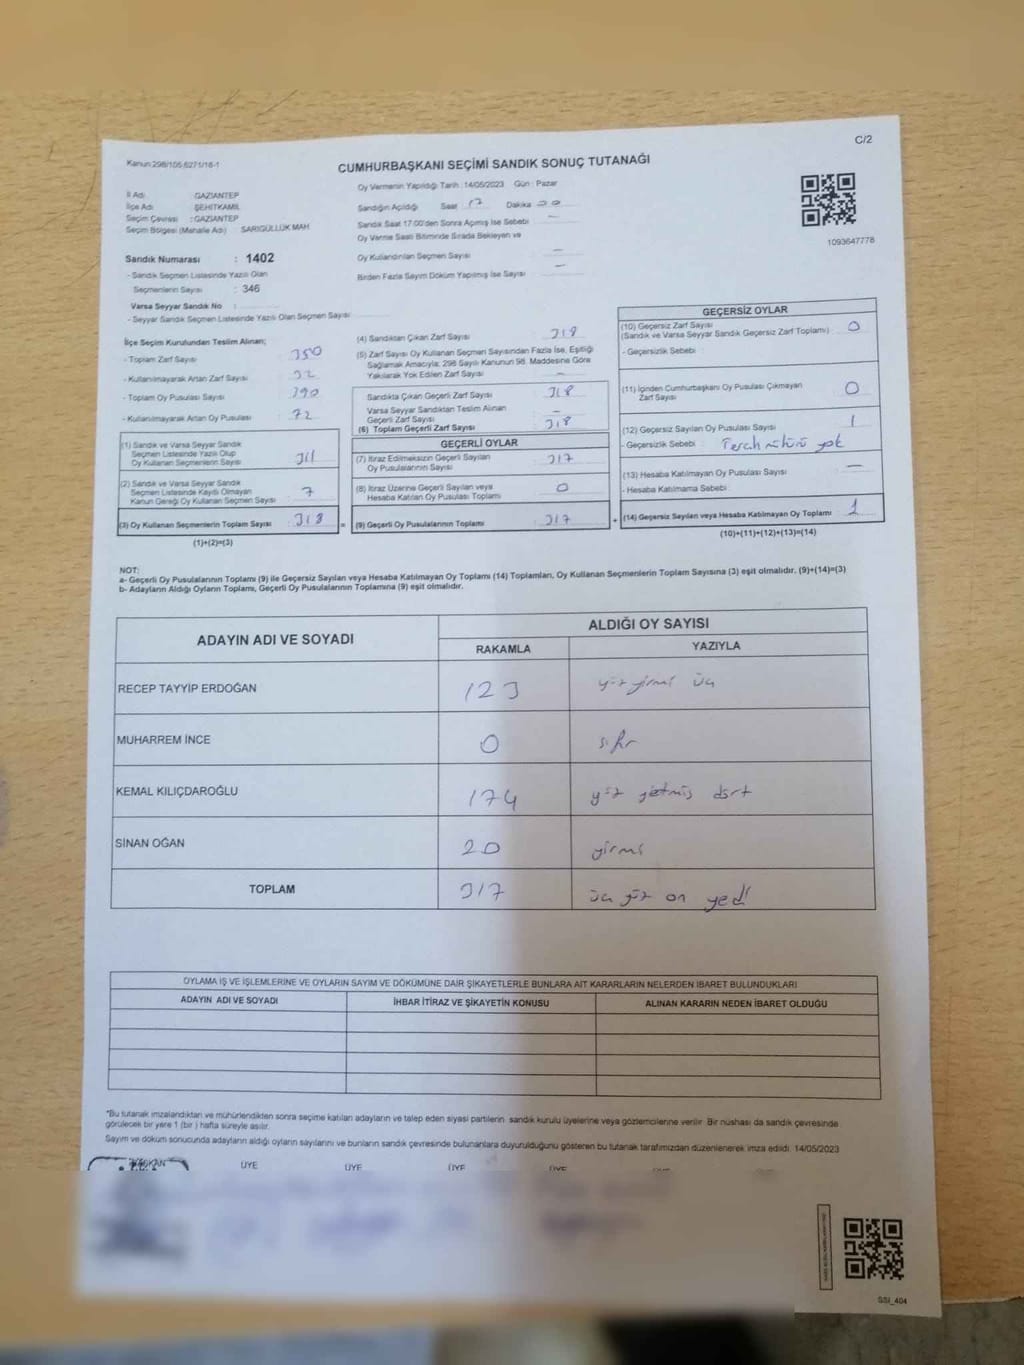 C/2
Kanun:298/105,6271/18-1
CUMHURBAŞKANI SEÇİMİ SANDIK SONUÇ TUTANAĞI
İl Adı : GAZİANTEP
İlçe Adı : ŞEHİTKAMİL
Seçim Çevresi : GAZİANTEP
Seçim Bölgesi (Mahalle Adı) SARIGÜLLÜK MAH
Oy Vermenin Yapıldığı Tarih : 14/05/2023 Gün : Pazar
Sandığın Açıldığı Saat 17 Dakika 00
Sandık Saat 17:00'den Sonra Açımış İse Sebebi –
Oy Verme Saati Bitiminde Sırada Bekleyen ve
Oy Kullandırılan Seçmen Sayısı –
Birden Fazla Sayım Döküm Yapılmış İse Sayısı –
1093647778
Sandık Numarası : 1402
- Sandık Seçmen Listesinde Yazılı Olan
Seçmenlerin Sayısı : 346
Varsa Seyyar Sandık No :
- Seyyar Sandık Seçmen Listesinde Yazılı Olan Seçmen Sayısı
İlçe Seçim Kurulundan Teslim Alınan;
- Toplam Zarf Sayısı : 350
- Kullanılmayarak Artan Zarf Sayısı : 32
- Toplam Oy Pusulası Sayısı : 390
- Kullanılmayarak Artan Oy Pusulası : 72
(1) Sandık ve Varsa Seyyar Sandık
Seçmen Listesinde Yazılı Olup
Oy Kullanan Seçmenlerin Sayısı : 311
(2) Sandık ve Varsa Seyyar Sandık
Seçmen Listesinde Kayıtlı Olmayan
Kanun Gereği Oy Kullanan Seçmen Sayısı : 7
(3) Oy Kullanan Seçmenlerin Toplam Sayısı : 318 =
(1)+(2)=(3)
(4) Sandıktan Çıkan Zarf Sayısı : 318
(5) Zarf Sayısı Oy Kullanan Seçmen Sayısından Fazla İse, Eşitliği
Sağlamak Amacıyla; 298 Sayılı Kanunun 98. Maddesine Göre
Yakılarak Yok Edilen Zarf Sayısı : –
Sandıkta Çıkan Geçerli Zarf Sayısı : 318
Varsa Seyyar Sandıktan Teslim Alınan
Geçerli Zarf Sayısı : –
(6) Toplam Geçerli Zarf Sayısı : 318
GEÇERLİ OYLAR
(7) İtiraz Edilmeksizin Geçerli Sayılan
Oy Pusulalarının Sayısı : 317
(8) İtiraz Üzerine Geçerli Sayılan veya
Hesaba Katılan Oy Pusulası Toplamı : 0
(9) Geçerli Oy Pusulalarının Toplamı : 317 +
GEÇERSİZ OYLAR
(10) Geçersiz Zarf Sayısı : 0
(Sandık ve Varsa Seyyar Sandık Geçersiz Zarf Toplamı)
- Geçersizlik Sebebi :
(11) İçinden Cumhurbaşkanı Oy Pusulası Çıkmayan
Zarf Sayısı : 0
(12) Geçersiz Sayılan Oy Pusulası Sayısı : 1
- Geçersizlik Sebebi : Tercih mührü yok
(13) Hesaba Katılmayan Oy Pusulası Sayısı : –
- Hesaba Katılmama Sebebi :
(14) Geçersiz Sayılan veya Hesaba Katılmayan Oy Toplamı : 1
(10)+(11)+(12)+(13)=(14)
NOT:
a- Geçerli Oy Pusulalarının Toplamı (9) ile Geçersiz Sayılan veya Hesaba Katılmayan Oy Toplamı (14) Toplamları, Oy Kullanan Seçmenlerin Toplam Sayısına (3) eşit olmalıdır. (9)+(14)=(3)
b- Adayların Aldığı Oyların Toplamı, Geçerli Oy Pusulalarının Toplamına (9) eşit olmalıdır.
ADAYIN ADI VE SOYADI
ALDIĞI OY SAYISI
RAKAMLA YAZIYLA
RECEP TAYYİP ERDOĞAN 123 yüz yirmi üç
MUHARREM İNCE 0 sıfır
KEMAL KILIÇDAROĞLU 174 yüz yetmiş dört
SİNAN OĞAN 20 yirmi
TOPLAM 317 üç yüz on yedi
OYLAMA İŞ VE İŞLEMLERİNE VE OYLARIN SAYIM VE DÖKÜMÜNE DAİR ŞİKAYETLERLE BUNLARA AİT KARARLARIN NELERDEN İBARET BULUNDUKLARI
ADAYIN ADI VE SOYADI İHBAR İTİRAZ VE ŞİKAYETİN KONUSU ALINAN KARARIN NEDEN İBARET OLDUĞU
*Bu tutanak imzalandıktan ve mühürlendikten sonra seçime katılan adayların ve talep eden siyasi partilerin sandık kurulu üyelerine veya gözlemcilerine verilir. Bir nüshası da sandık çevresinde
görülecek bir yere 1 (bir ) hafta süreyle asılır.
Sayım ve döküm sonucunda adayların aldığı oyların sayılarını ve bunların sandık çevresinde bulunanlara duyurulduğunu gösteren bu tutanak tarafımızdan düzenlenerek imza edildi. 14/05/2023
BAŞKAN ÜYE ÜYE ÜYE ÜYE
SSI_404